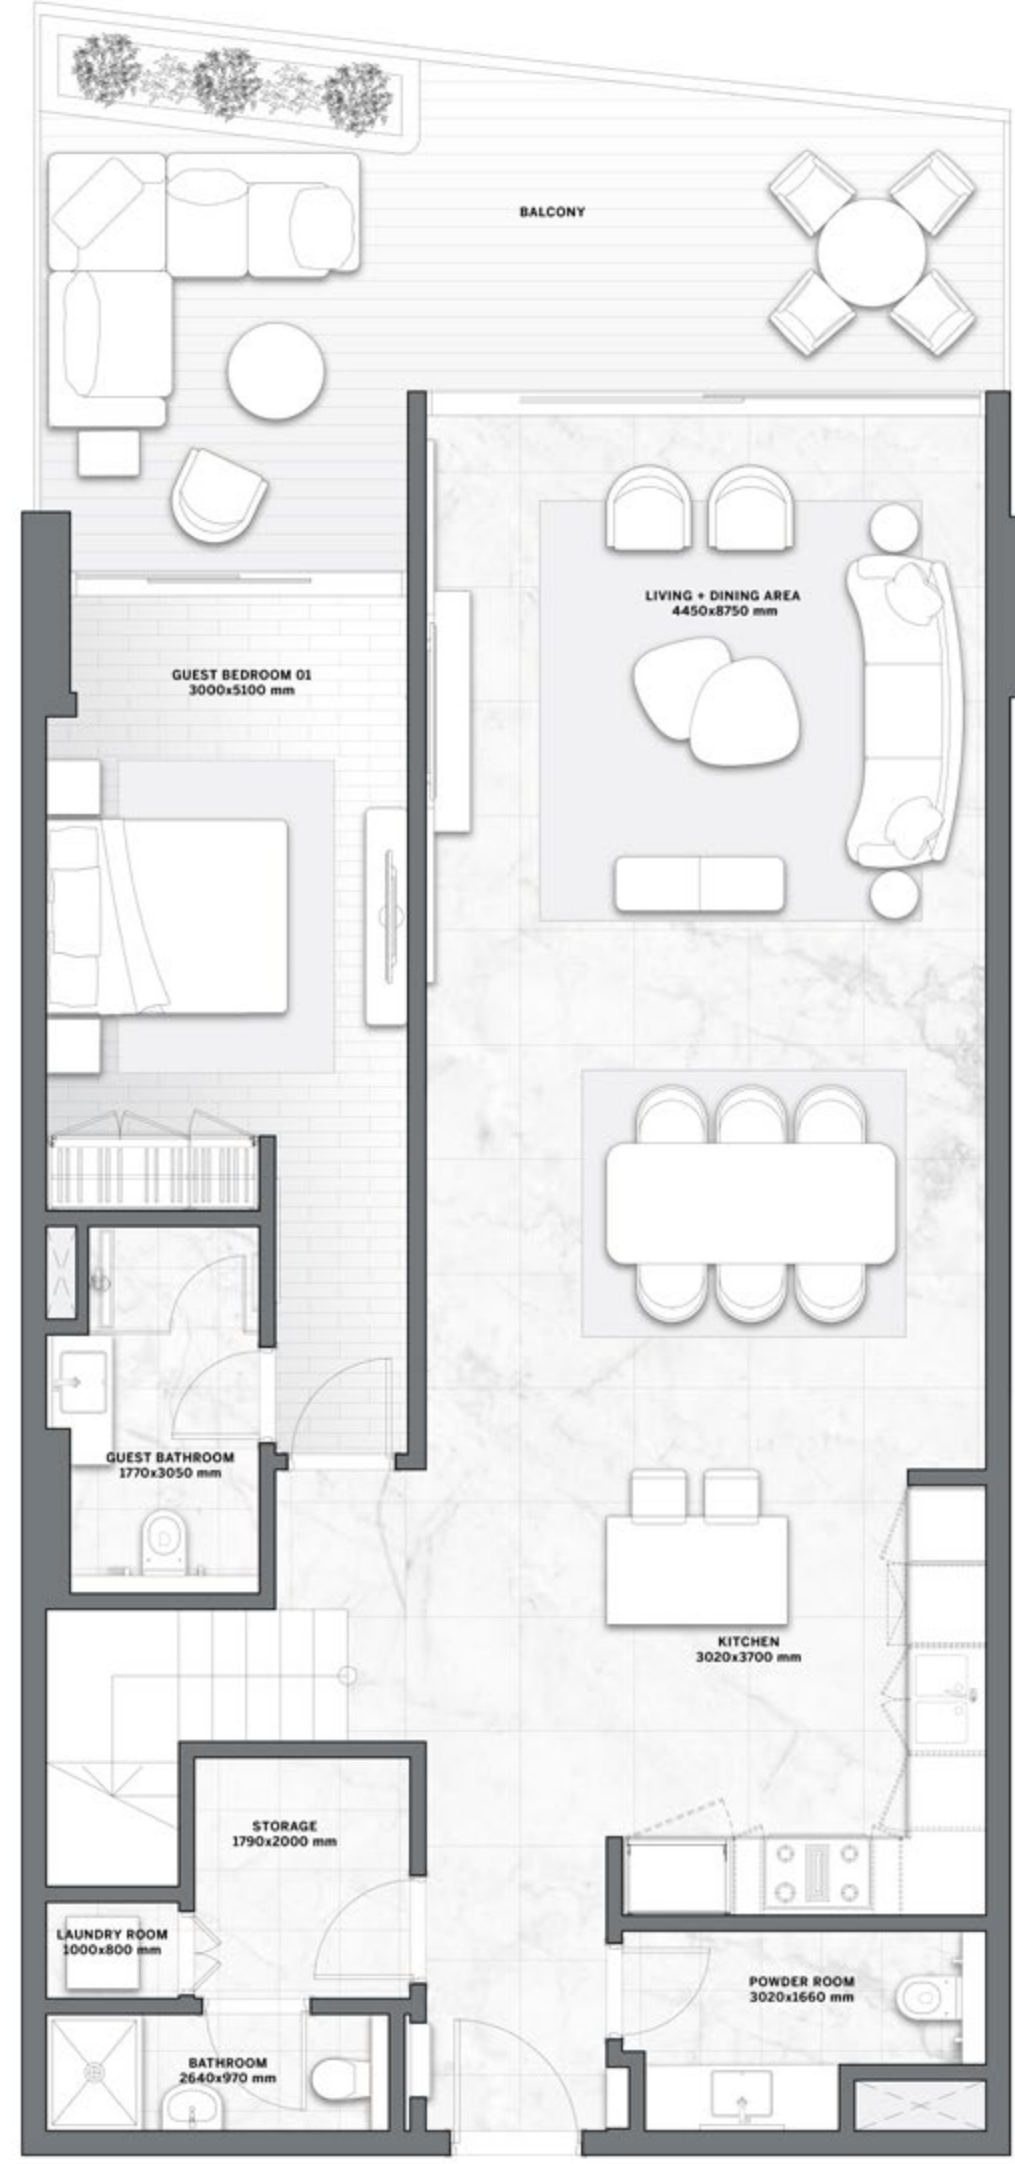 BALCONY
LIVING + DINING AREA
4450x8750 mm
GUEST BEDROOM 01
3000x5100 mm
GUEST BATHROOM
1770x3050 mm
KITCHEN
3020x3700 mm
STORAGE
1790x2000 mm
LAUNDRY ROOM
1000x800 mm
POWDER ROOM
3020x1660 mm
BATHROOM
2640x970 mm